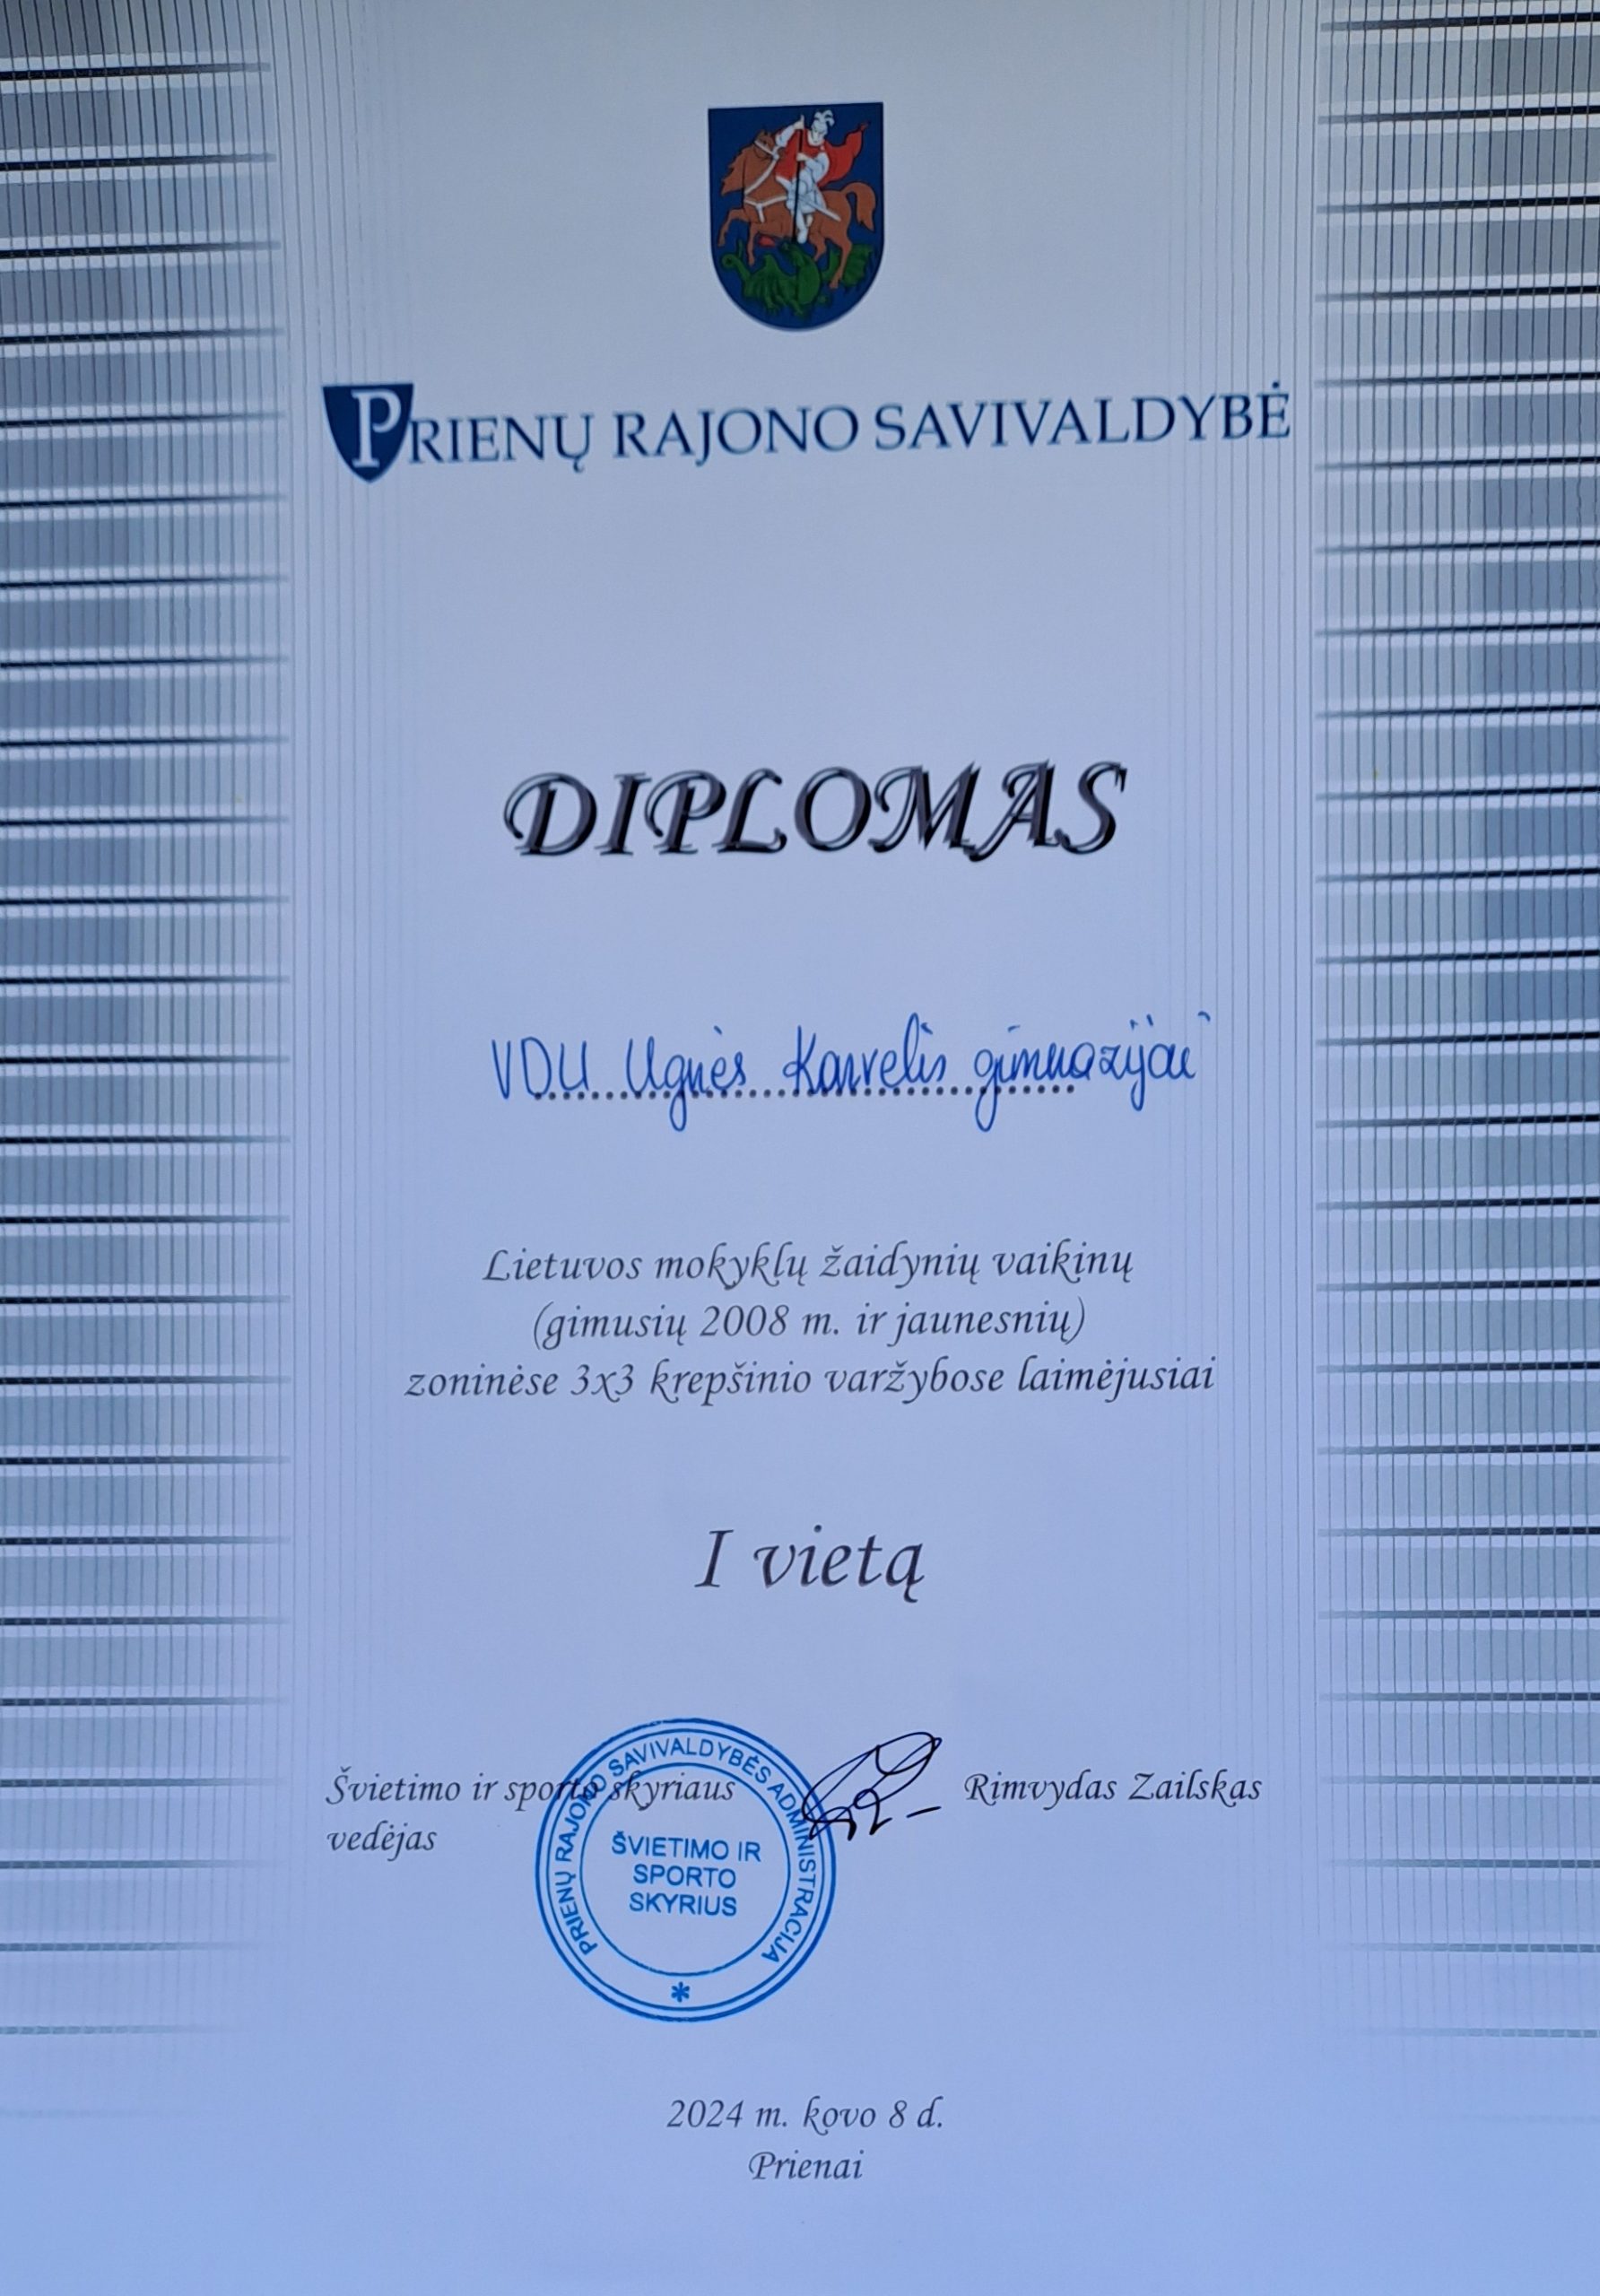 PRIENŲ RAJONO SAVIVALDYBĖ
DIPLOMAS
VDU Ugnės Karvelis gimnazijai
Lietuvos mokyklų žaidynių vaikinų
(gimusių 2008 m. ir jaunesnių)
zoninėse 3x3 krepšinio varžybose laimėjusiai
I vietą
Švietimo ir sporto skyriaus
vedėjas
Rimvydas Zailskas
PRIENŲ RAJONO SAVIVALDYBĖS ADMINISTRACIJA
ŠVIETIMO IR
SPORTO
SKYRIUS
*
2024 m. kovo 8 d.
Prienai